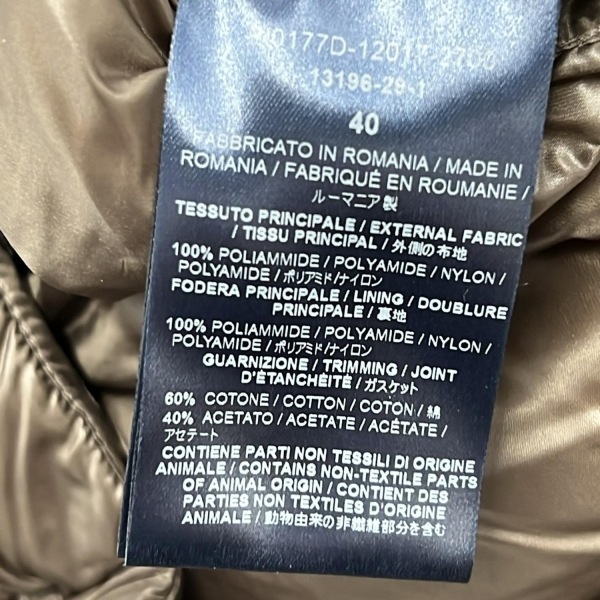 13196-29-1
40
FABBRICATO IN ROMANIA / MADE IN
ROMANIA / FABRIQUÉ EN ROUMANIE /
ルーマニア製
TESSUTO PRINCIPALE / EXTERNAL FABRIC
/ TISSU PRINCIPAL / 外側の布地
100% POLIAMMIDE / POLYAMIDE / NYLON /
POLYAMIDE / ポリアミド/ナイロン
FODERA PRINCIPALE / LINING / DOUBLURE
PRINCIPALE / 裏地
100% POLIAMMIDE / POLYAMIDE / NYLON /
POLYAMIDE / ポリアミド/ナイロン
GUARNIZIONE / TRIMMING / JOINT
D'ÉTANCHÉITÉ / ガスケット
60% COTONE / COTTON / COTON / 綿
40% ACETATO / ACETATE / ACÉTATE /
アセテート
CONTIENE PARTI NON TESSILI DI ORIGINE
ANIMALE / CONTAINS NON-TEXTILE PARTS
OF ANIMAL ORIGIN / CONTIENT DES
PARTIES NON TEXTILES D'ORIGINE
ANIMALE / 動物由来の非繊維部分を含む